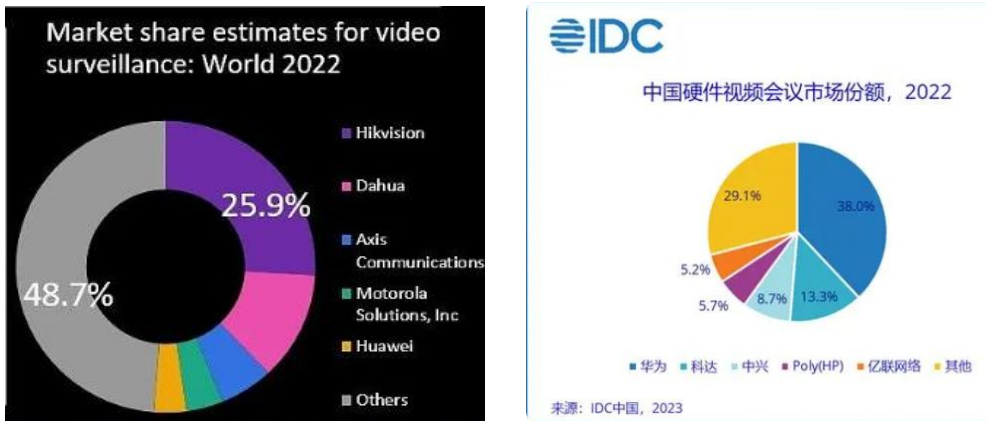 Market share estimates for video
surveillance: World 2022
25.9%
48.7%
Hikvision
Dahua
Axis
Communications
Motorola
Solutions, Inc
Huawei
Others
IDC
中国硬件视频会议市场份额，2022
29.1%
38.0%
5.2%
5.7%
8.7%
13.3%
华为 科达 中兴 Poly(HP) 亿联网络 其他
来源：IDC中国，2023